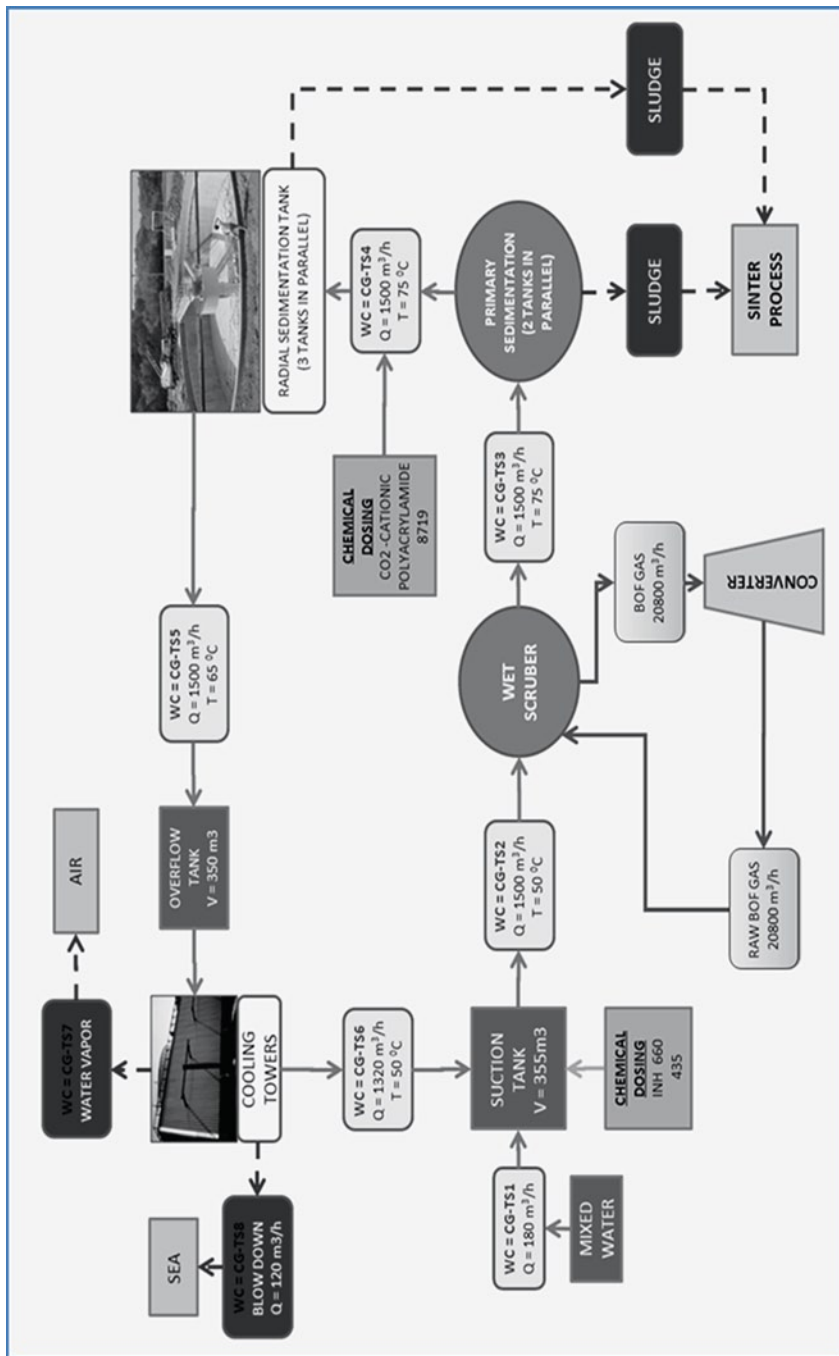 WC = CG-TS8
BLOW DOWN
Q = 120 m3/h
SEA
WC = CG-TS7
WATER VAPOR
AIR
COOLING
TOWERS
OVERFLOW
TANK
V = 350 m3
WC = CG-TS5
Q = 1500 m³/h
T = 65 ⁰C
RADIAL SEDIMENTATION TANK
(3 TANKS IN PARALLEL)
WC = CG-TS6
Q = 1320 m³/h
T = 50 ⁰C
CHEMICAL
DOSING
CO2 -CATIONIC
POLYACRYLAMIDE
8719
WC = CG-TS4
Q = 1500 m³/h
T = 75 ⁰C
WC = CG-TS1
Q = 180 m³/h
MIXED
WATER
SUCTION
TANK
V = 355m3
CHEMICAL
DOSING
INH 660
435
WC = CG-TS2
Q = 1500 m³/h
T = 50 ⁰C
WET
SCRUBER
WC = CG-TS3
Q = 1500 m³/h
T = 75 ⁰C
PRIMARY
SEDIMENTATION
(2 TANKS IN
PARALLEL)
SLUDGE
SLUDGE
RAW BOF GAS
20800 m³/h
BOF GAS
20800 m³/h
CONVERTER
SINTER
PROCESS